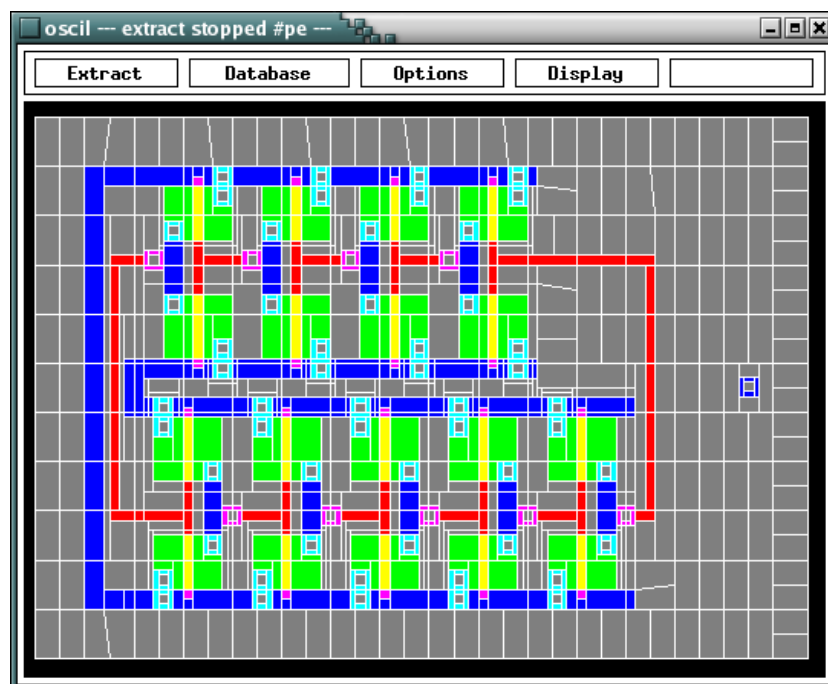 oscil --- extract stopped #pe ---
Extract Database Options Display